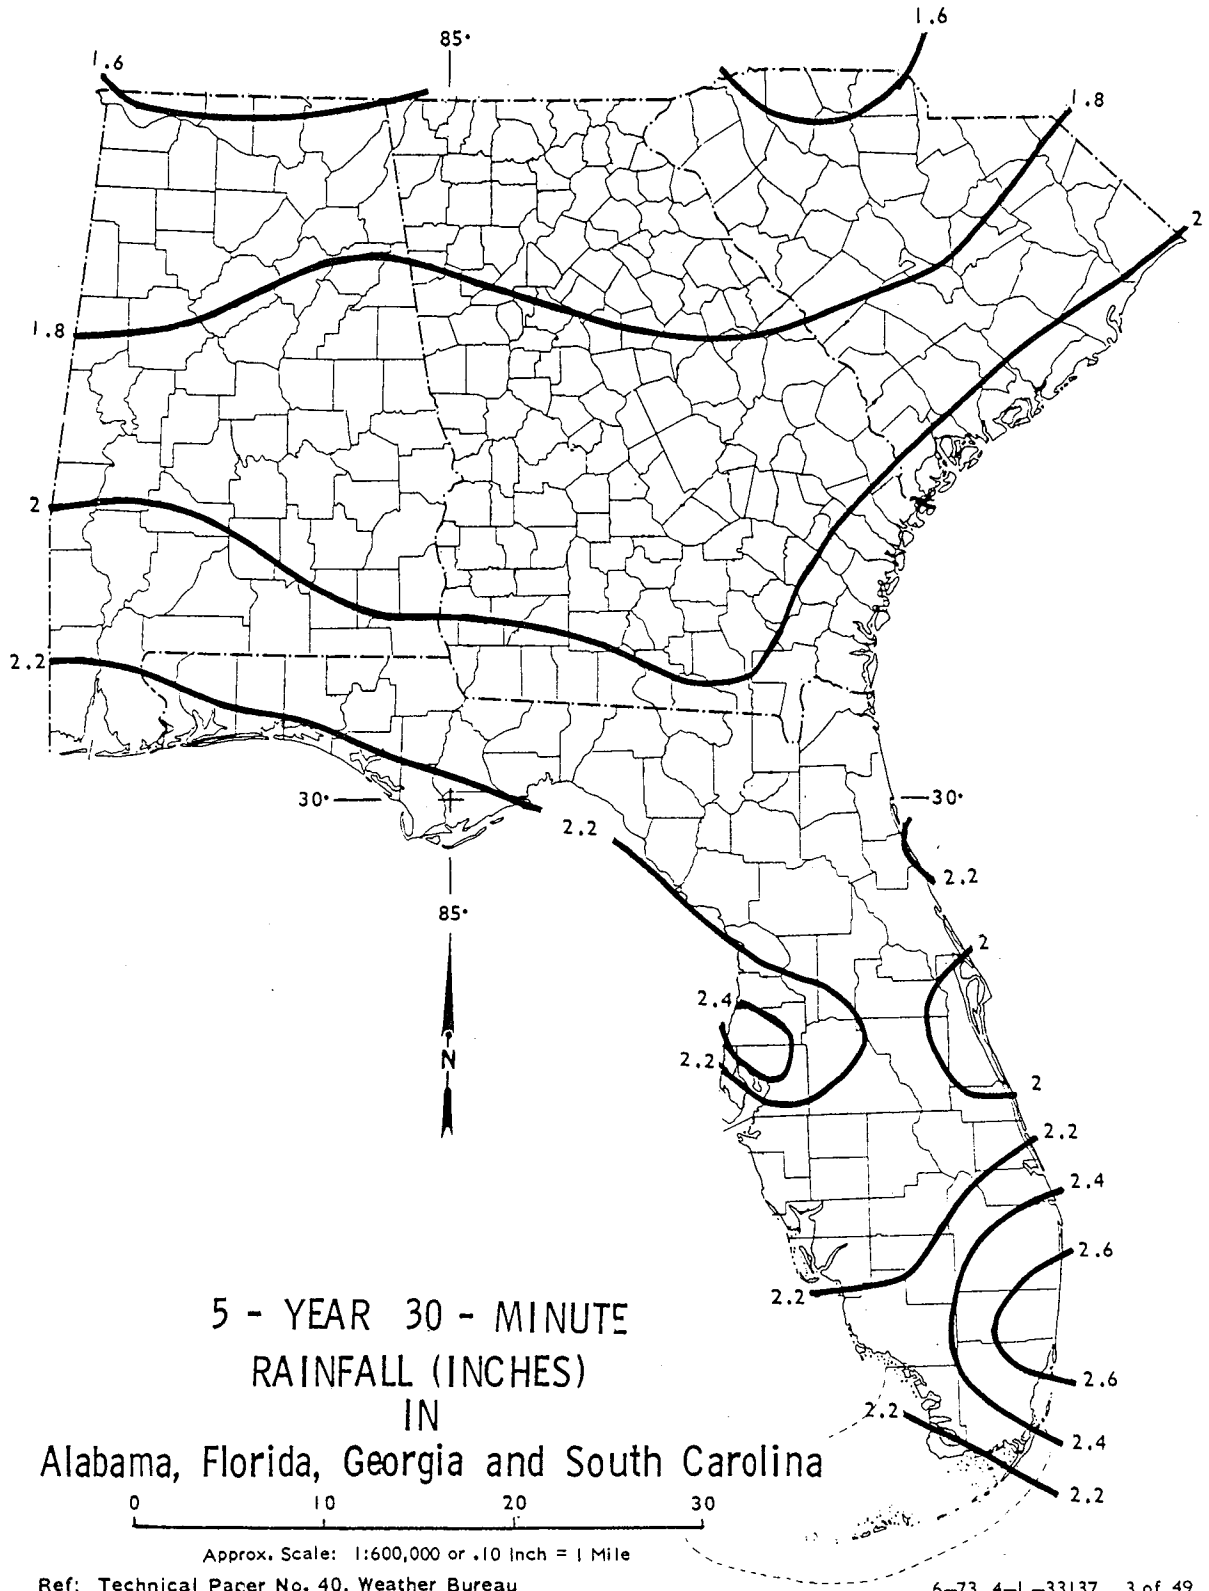 1.6
85°
1.6
1.8
2
1.8
2
2.2
30°
30°
2.2
2.2
85°
2
2.4
N
2.2
2
2.2
2.4
2.6
2.2
5 - YEAR 30 - MINUTE
RAINFALL (INCHES)
IN
Alabama, Florida, Georgia and South Carolina
2.6
2.2
2.4
2.2
0 10 20 30
Approx. Scale: 1:600,000 or .10 Inch = 1 Mile
Ref: Technical Paper No. 40, Weather Bureau
6-73 4-L-33137 3 of 49